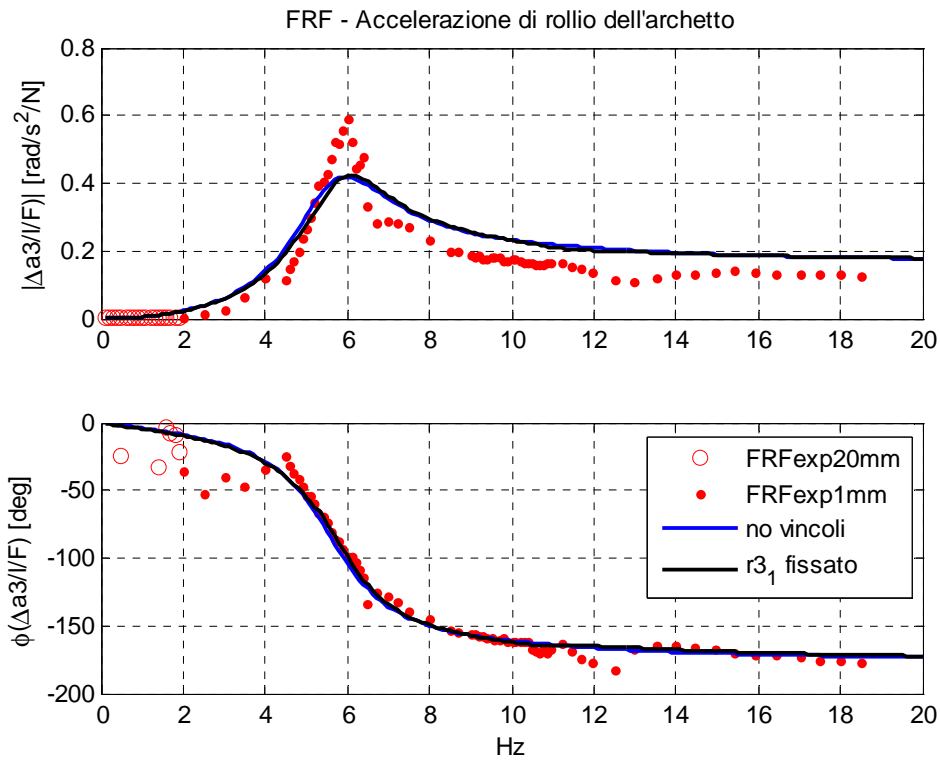 FRF - Accelerazione di rollio dell'archetto
0.8
0.6
0.4
0.2
0
|Δa3/l/F)| [rad/s²/N]
0 2 4 6 8 10 12 14 16 18 20
0
-50
-100
-150
-200
ϕ(Δa3/l/F) [deg]
FRFexp20mm
FRFexp1mm
no vincoli
r3₁ fissato
0 2 4 6 8 10 12 14 16 18 20
Hz